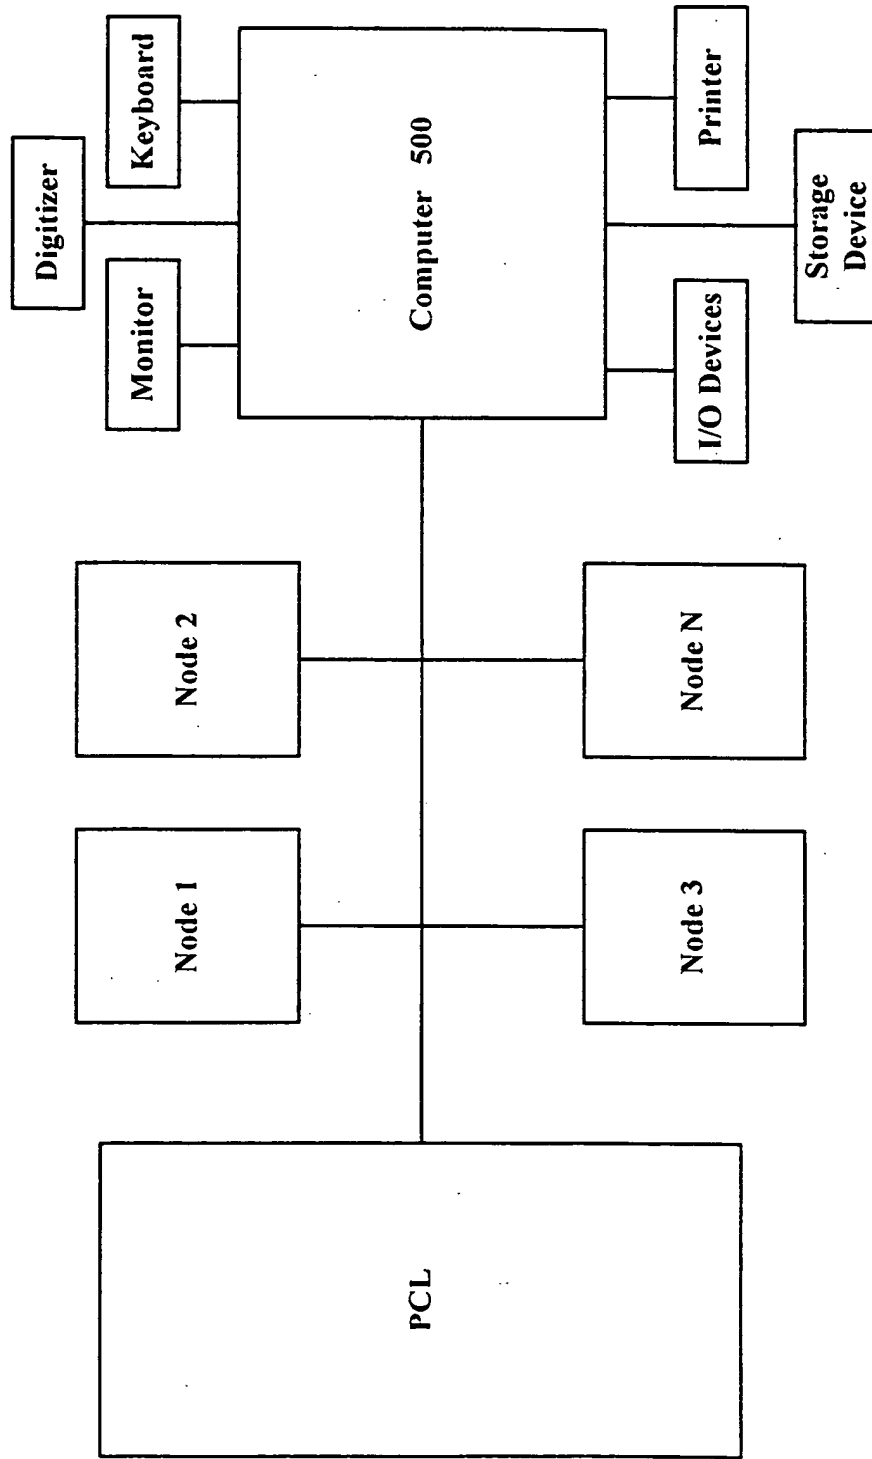 Digitizer
Monitor
Keyboard
Node 1
Node 2
PCL
Computer 500
Node 3
Node N
I/O Devices
Printer
Storage
Device